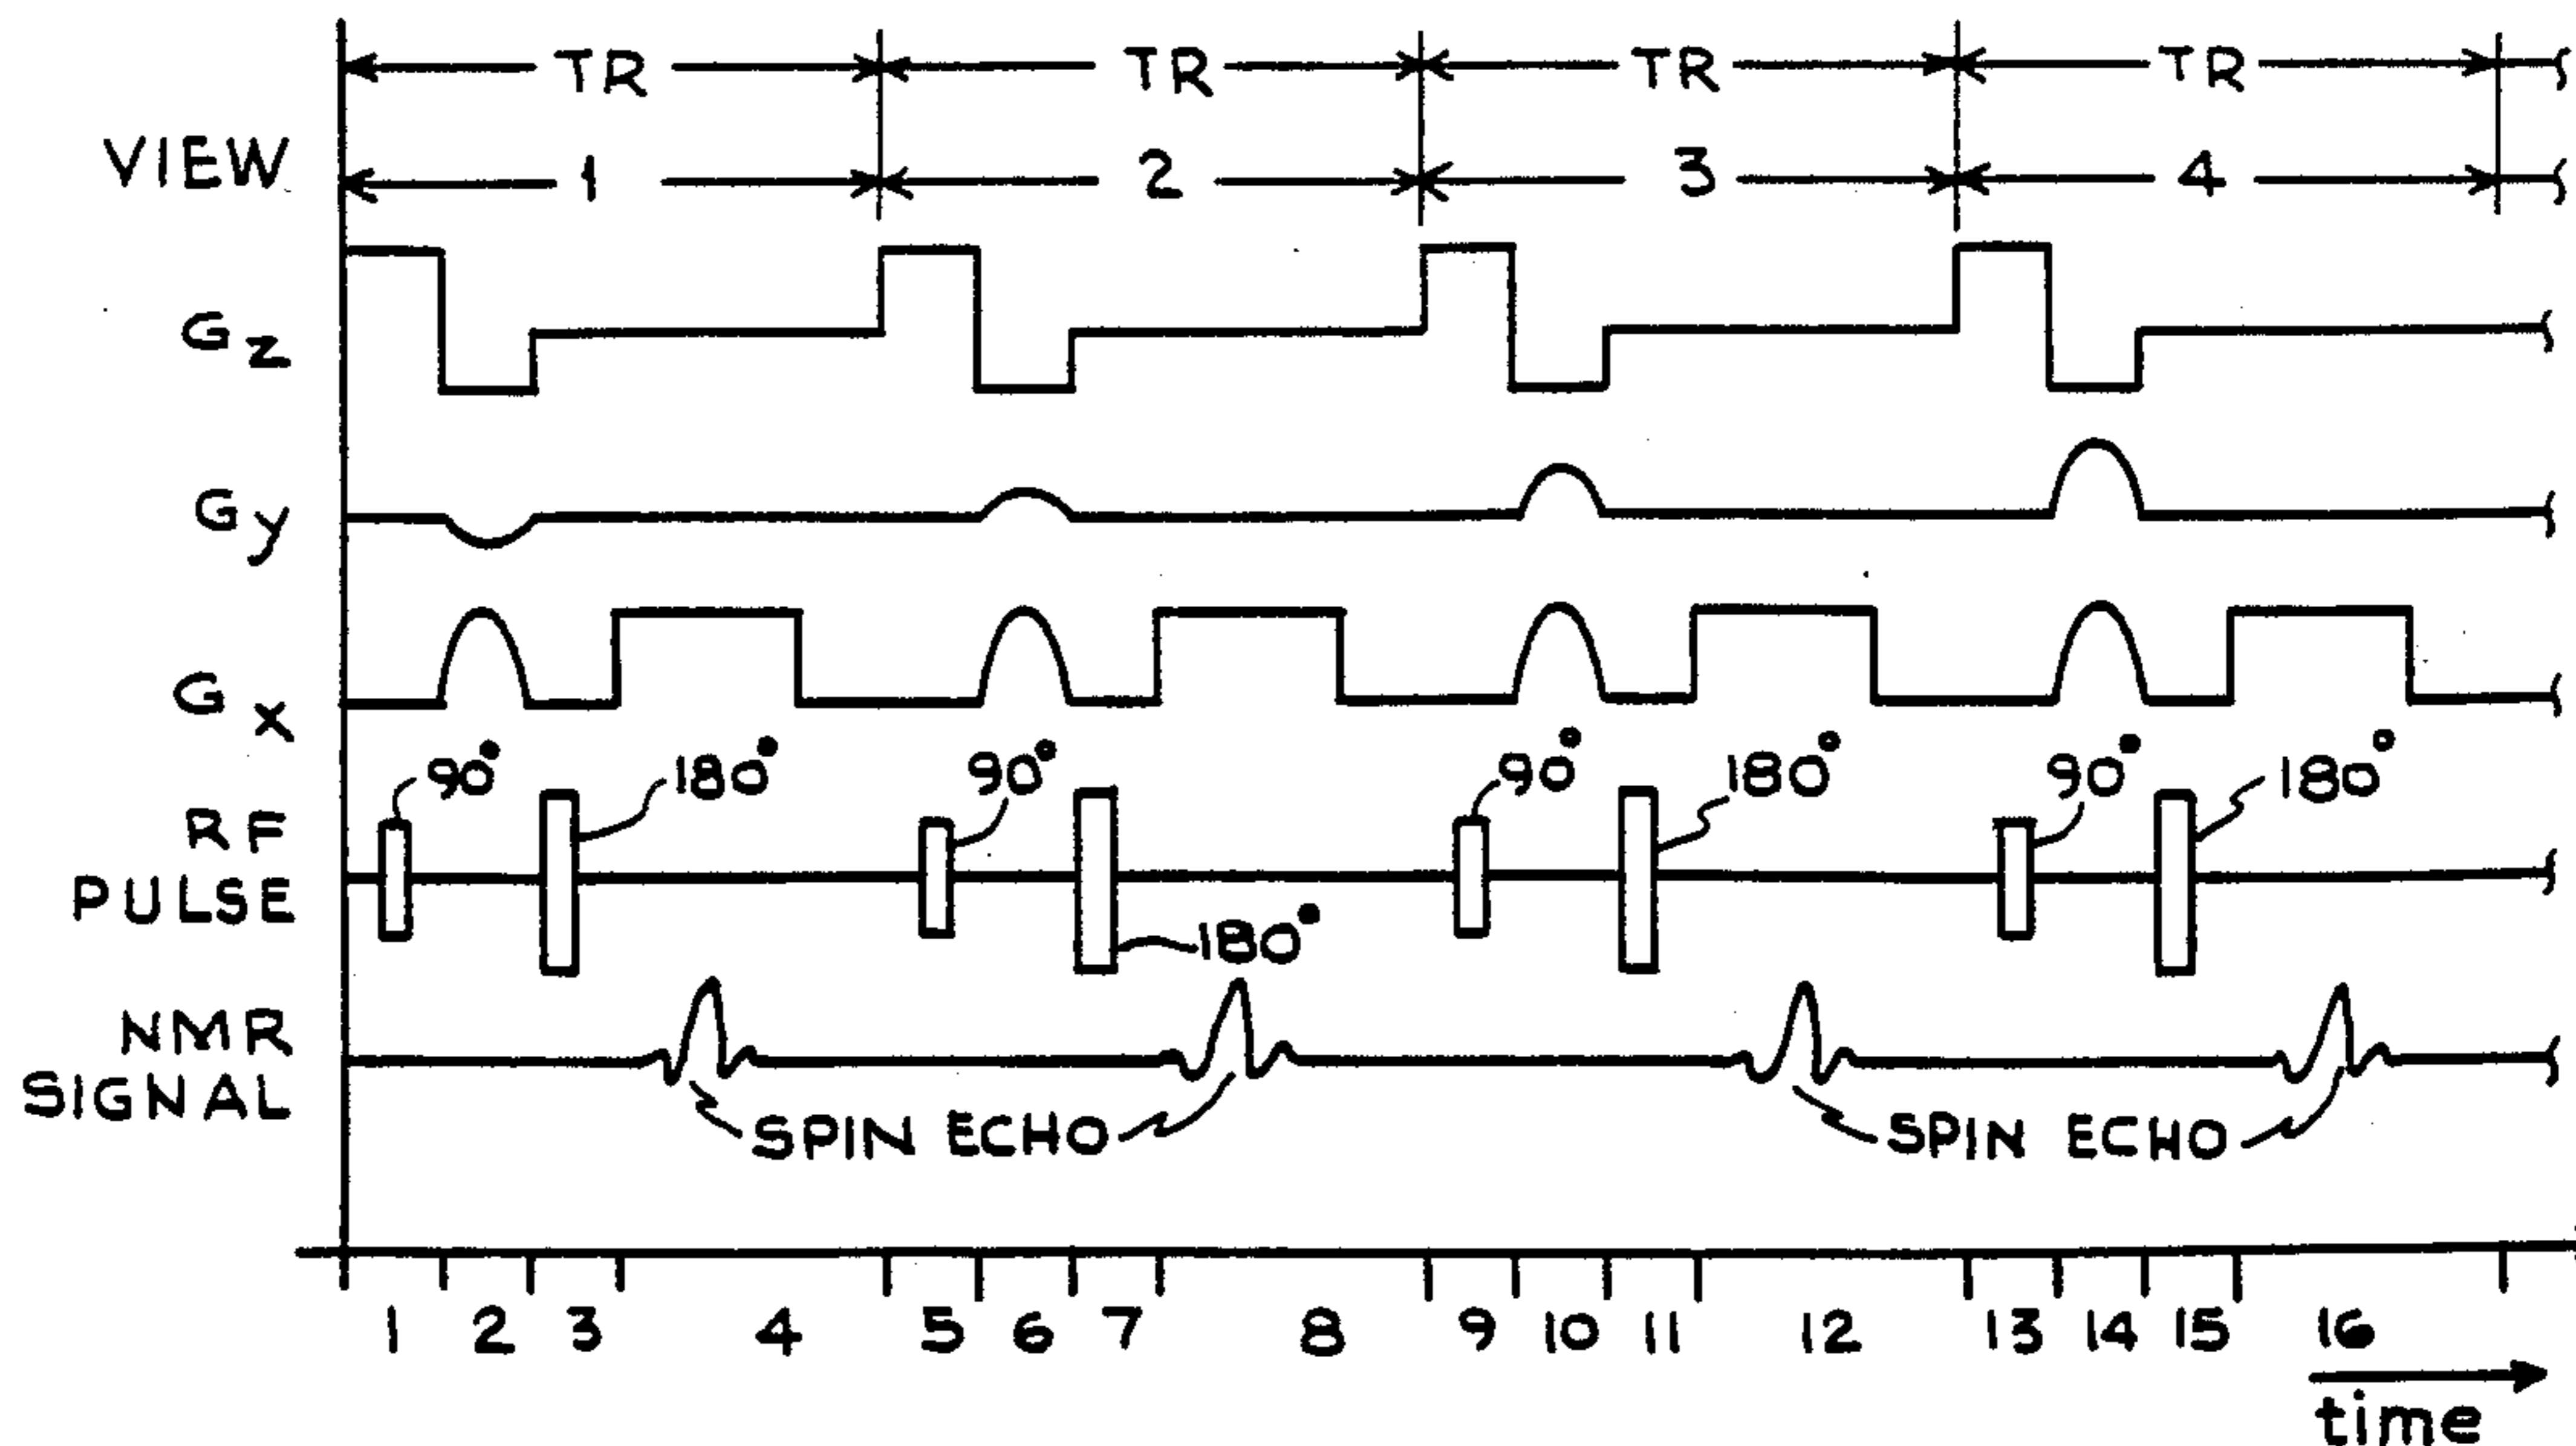 TR TR TR TR
VIEW 1 2 3 4
Gz
Gy
Gx
90° 180° 90° 90° 180° 90° 180°
RF
PULSE
180°
NMR
SIGNAL
SPIN ECHO SPIN ECHO
1 2 3 4 5 6 7 8 9 10 11 12 13 14 15 16
time